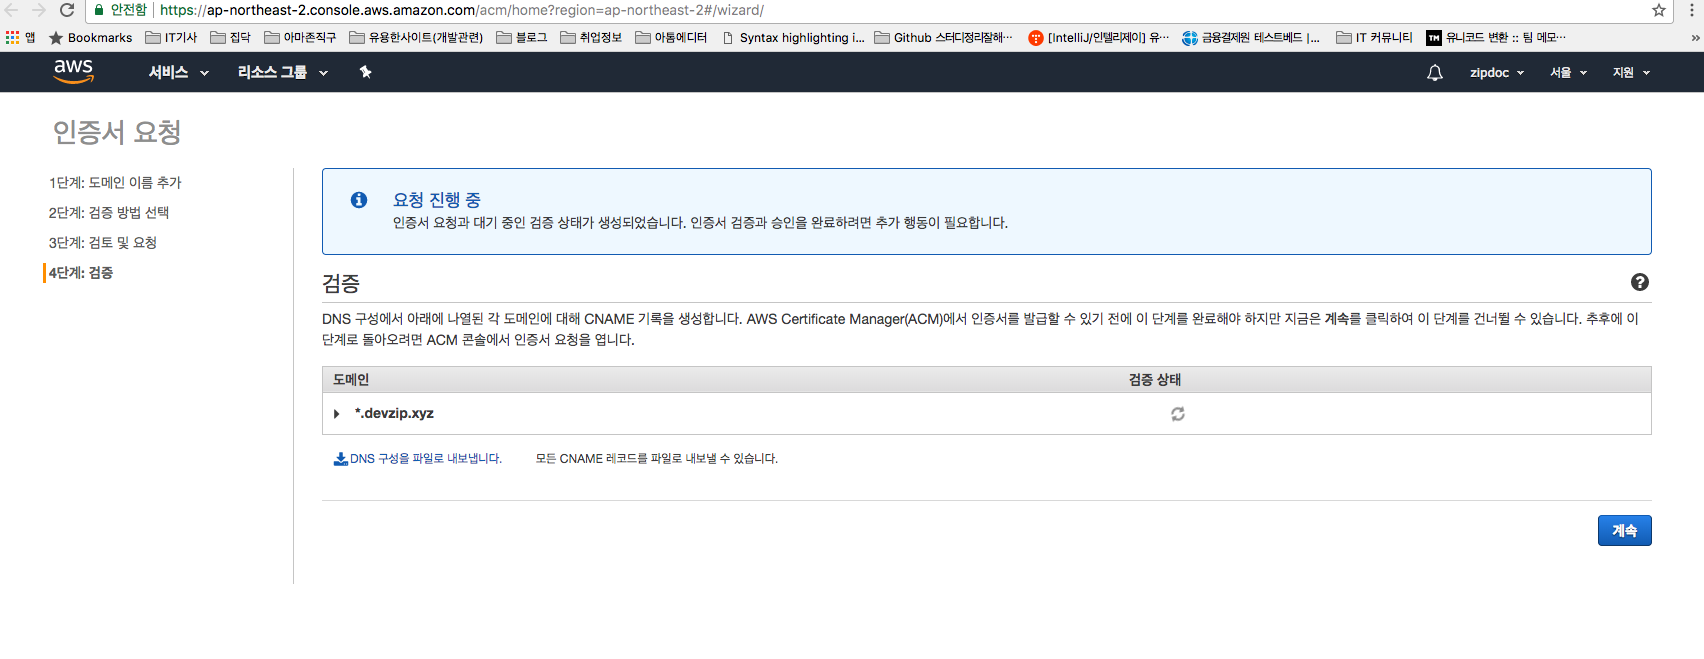 안전함 https://ap-northeast-2.console.aws.amazon.com/acm/home?region=ap-northeast-2#/wizard/
앱 Bookmarks IT기사 집닥 아마존직구 유용한사이트(개발관련) 블로그 취업정보 아톰에디터 Syntax highlighting i... Github 스터디정리잘해... [IntelliJ/인텔리제이] 유... 금융결제원 테스트베드 |... IT 커뮤니티 TM 유니코드 변환 :: 팀 메모... »
aws 서비스 리소스 그룹 zipdoc 서울 지원
인증서 요청
1단계: 도메인 이름 추가
2단계: 검증 방법 선택
3단계: 검토 및 요청
4단계: 검증
요청 진행 중
인증서 요청과 대기 중인 검증 상태가 생성되었습니다. 인증서 검증과 승인을 완료하려면 추가 행동이 필요합니다.
검증
DNS 구성에서 아래에 나열된 각 도메인에 대해 CNAME 기록을 생성합니다. AWS Certificate Manager(ACM)에서 인증서를 발급할 수 있기 전에 이 단계를 완료해야 하지만 지금은 계속를 클릭하여 이 단계를 건너뛸 수 있습니다. 추후에 이
단계로 돌아오려면 ACM 콘솔에서 인증서 요청을 엽니다.
도메인 검증 상태
*.devzip.xyz
DNS 구성을 파일로 내보냅니다. 모든 CNAME 레코드를 파일로 내보낼 수 있습니다.
계속